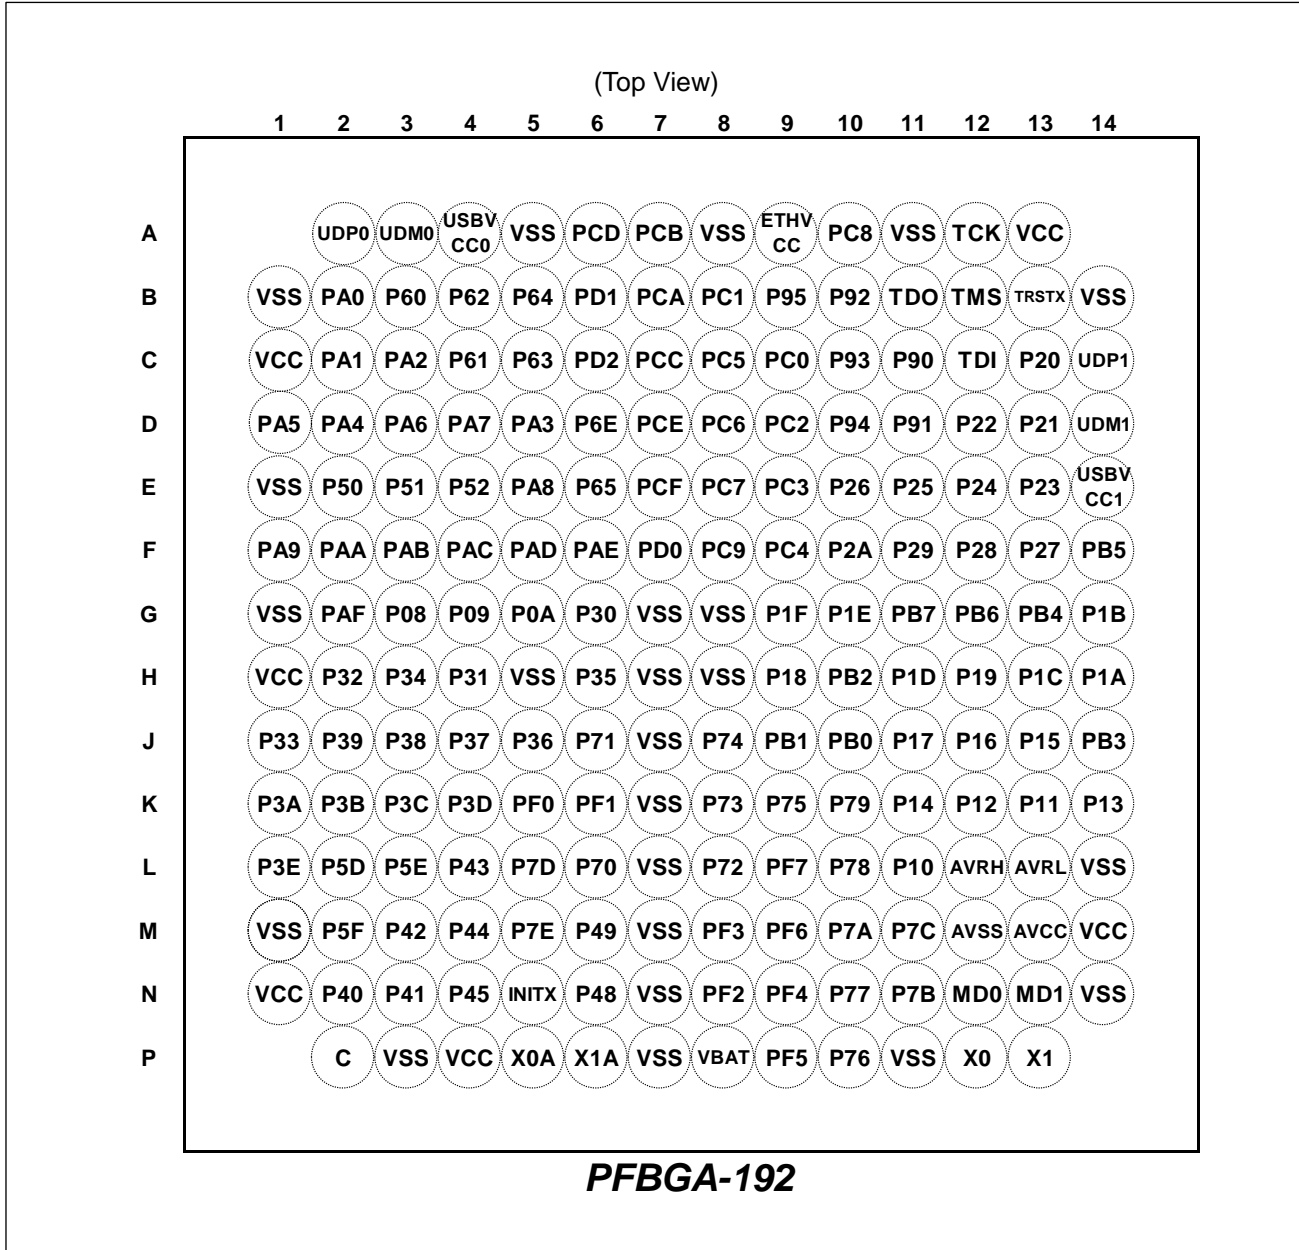 (Top View)
1 2 3 4 5 6 7 8 9 10 11 12 13 14
A UDP0 UDM0 USBV CC0 VSS PCD PCB VSS ETHV CC PC8 VSS TCK VCC
B VSS PA0 P60 P62 P64 PD1 PCA PC1 P95 P92 TDO TMS TRSTX VSS
C VCC PA1 PA2 P61 P63 PD2 PCC PC5 PC0 P93 P90 TDI P20 UDP1
D PA5 PA4 PA6 PA7 PA3 P6E PCE PC6 PC2 P94 P91 P22 P21 UDM1
E VSS P50 P51 P52 PA8 P65 PCF PC7 PC3 P26 P25 P24 P23 USBV CC1
F PA9 PAA PAB PAC PAD PAE PD0 PC9 PC4 P2A P29 P28 P27 PB5
G VSS PAF P08 P09 P0A P30 VSS VSS P1F P1E PB7 PB6 PB4 P1B
H VCC P32 P34 P31 VSS P35 VSS VSS P18 PB2 P1D P19 P1C P1A
J P33 P39 P38 P37 P36 P71 VSS P74 PB1 PB0 P17 P16 P15 PB3
K P3A P3B P3C P3D PF0 PF1 VSS P73 P75 P79 P14 P12 P11 P13
L P3E P5D P5E P43 P7D P70 VSS P72 PF7 P78 P10 AVRH AVRL VSS
M VSS P5F P42 P44 P7E P49 VSS PF3 PF6 P7A P7C AVSS AVCC VCC
N VCC P40 P41 P45 INITX P48 VSS PF2 PF4 P77 P7B MD0 MD1 VSS
P C VSS VCC X0A X1A VSS VBAT PF5 P76 VSS X0 X1
PFBGA-192